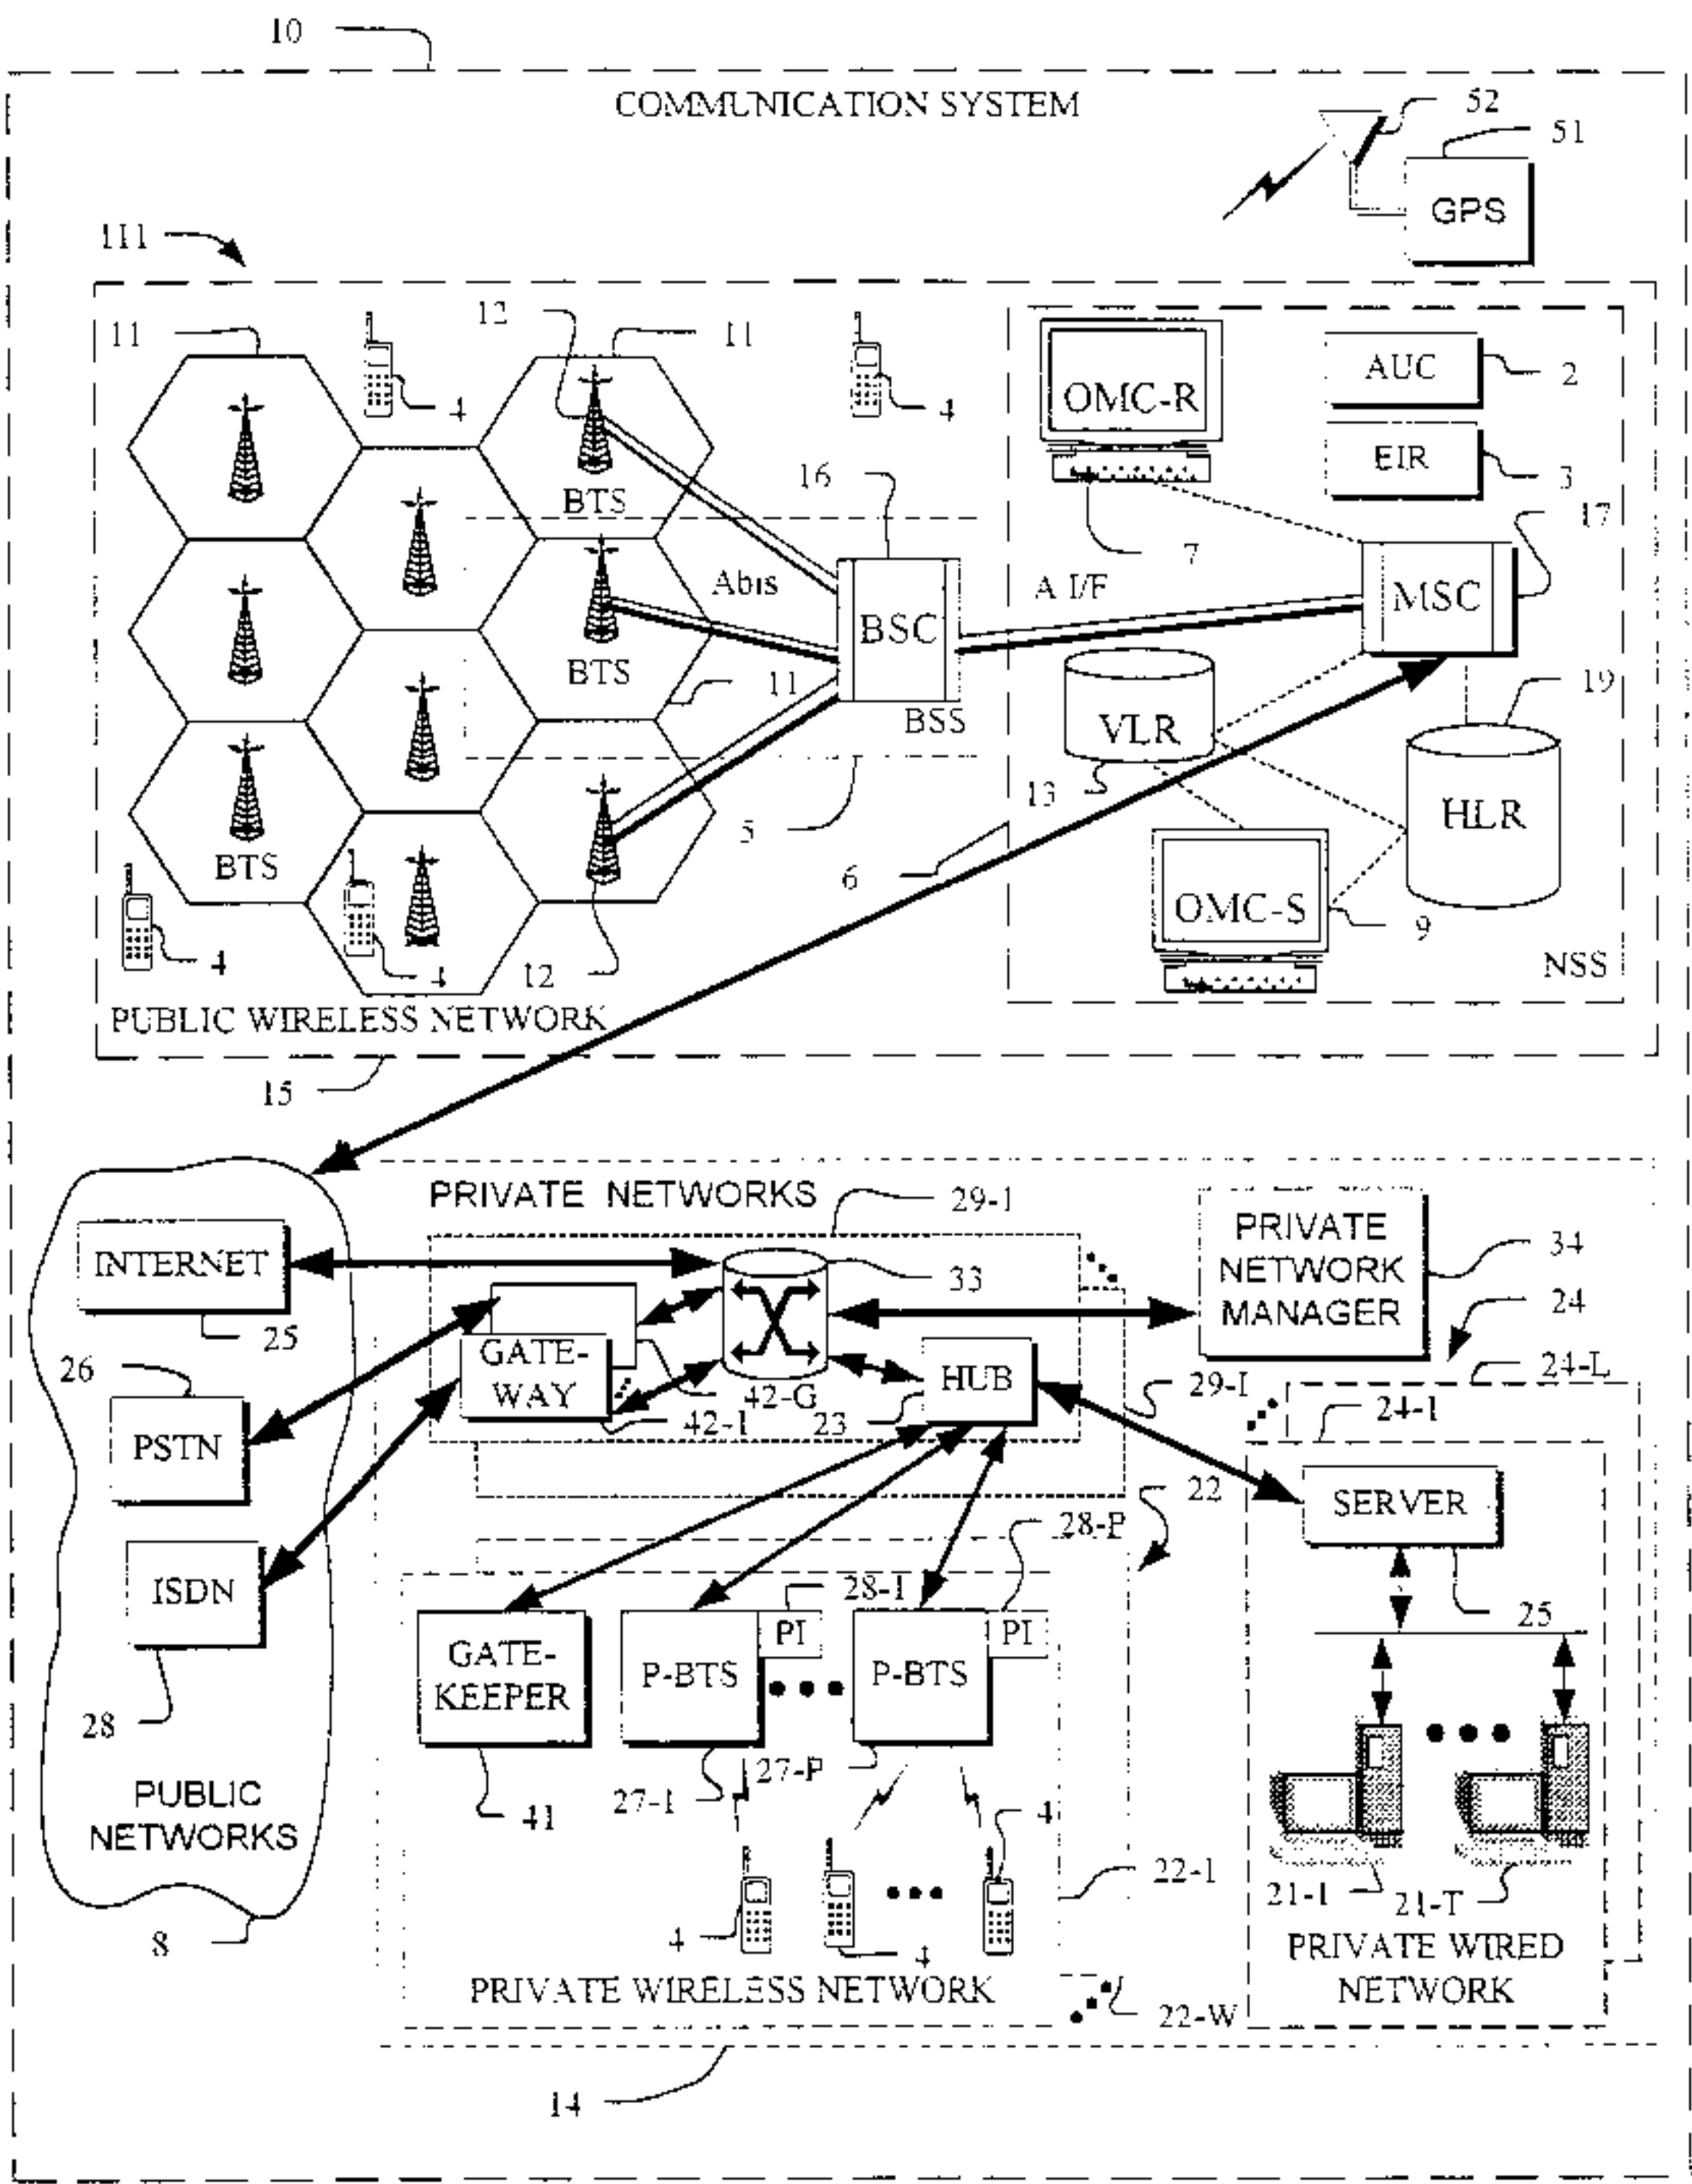 10
COMMUNICATION SYSTEM
52
51
GPS
111
11
12
11
4
4
OMC-R
AUC
2
EIR
3
BTS
16
7
17
Abis
A I/F
BSC
MSC
BTS
11
BSS
VLR
19
13
HLR
5
6
BTS
OMC-S
9
4
4
12
NSS
PUBLIC WIRELESS NETWORK
15
PRIVATE NETWORKS
29-1
PRIVATE
NETWORK
MANAGER
34
INTERNET
33
25
24
26
GATE-
WAY
HUB
24-L
29-I
42-G
42-1
23
24-1
PSTN
22
SERVER
28-P
ISDN
28-1
25
PI
PI
GATE-
KEEPER
P-BTS
P-BTS
28
27-P
27-1
41
PUBLIC
NETWORKS
4
22-1
21-1
21-T
8
4
4
PRIVATE WIRED
NETWORK
PRIVATE WIRELESS NETWORK
22-W
14